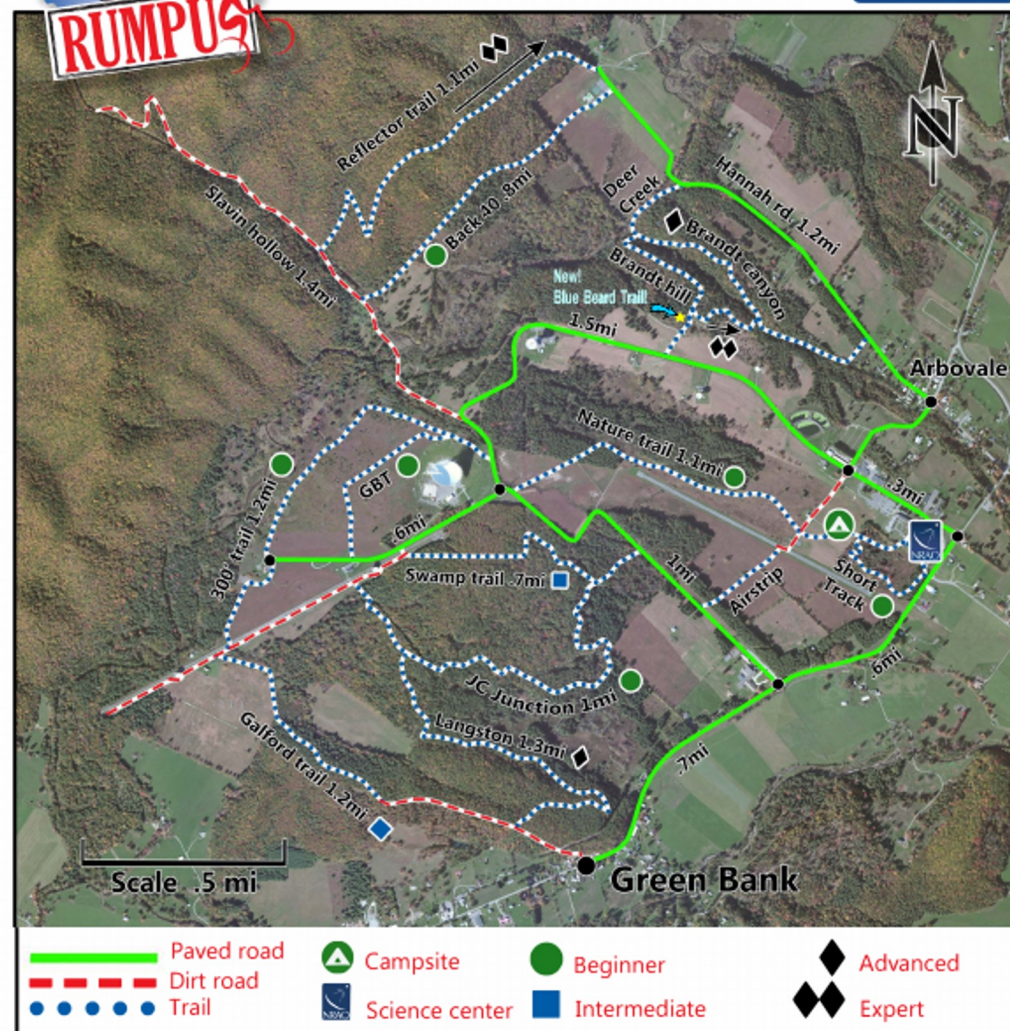 RUMPUS
N
Reflector trail 1.1mi
Back 40 .8mi
Slavin hollow 1.4mi
Deer
Creek
Hannah rd. 1.2mi
Brandt canyon
Brandt hill
New!
Blue Beard Trail!
1.5mi
Arbovale
Nature trail 1.1mi
.3mi
NRAO
GBT
300' trail 1.2mi
.6mi
Swamp trail .7mi
1mi
Airstrip
Short
Track
.6mi
JC Junction 1mi
Langston 1.3mi
.7mi
Galford trail 1.2mi
Scale .5 mi
Green Bank
Paved road
Dirt road
Trail
Campsite
NRAO
Science center
Beginner
Intermediate
Advanced
Expert